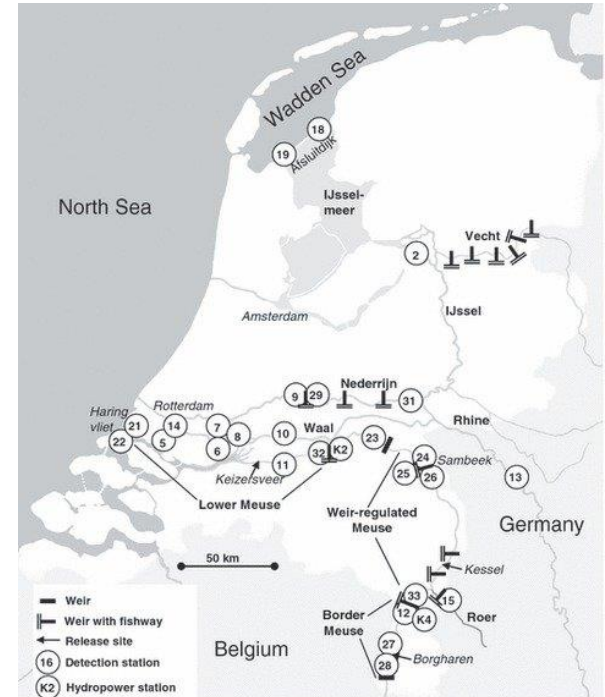 Wadden Sea
18
19
Afsluitdijk
North Sea
IJssel-
meer
Vecht
2
Amsterdam
IJssel
Nederrijn
9
29
31
Rotterdam
Haring
vliet
21
14
7
8
22
5
6
10
Waal
23
Rhine
32
K2
11
24
Sambeek
25
26
13
Keizersveer
Lower Meuse
Weir-regulated
Meuse
Germany
50 km
Kessel
33
15
12
K4
Roer
Border
Meuse
27
28
Borgharen
Belgium
Weir
Weir with fishway
Release site
16 Detection station
K2 Hydropower station